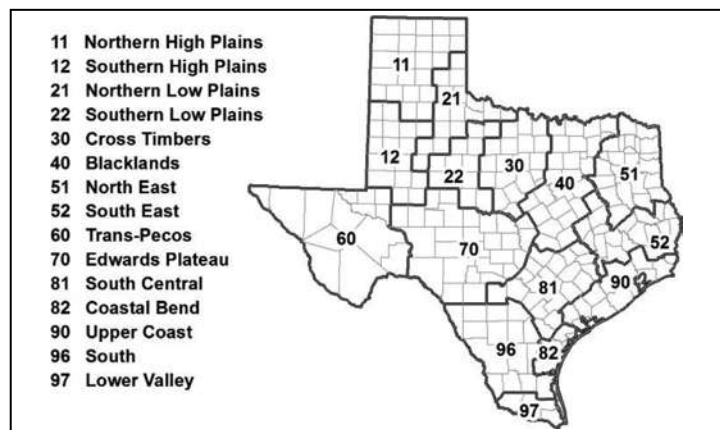 11 Northern High Plains
12 Southern High Plains
21 Northern Low Plains
22 Southern Low Plains
30 Cross Timbers
40 Blacklands
51 North East
52 South East
60 Trans-Pecos
70 Edwards Plateau
81 South Central
82 Coastal Bend
90 Upper Coast
96 South
97 Lower Valley
11
21
12
22
30
40
51
52
60
70
81
90
96
82
97